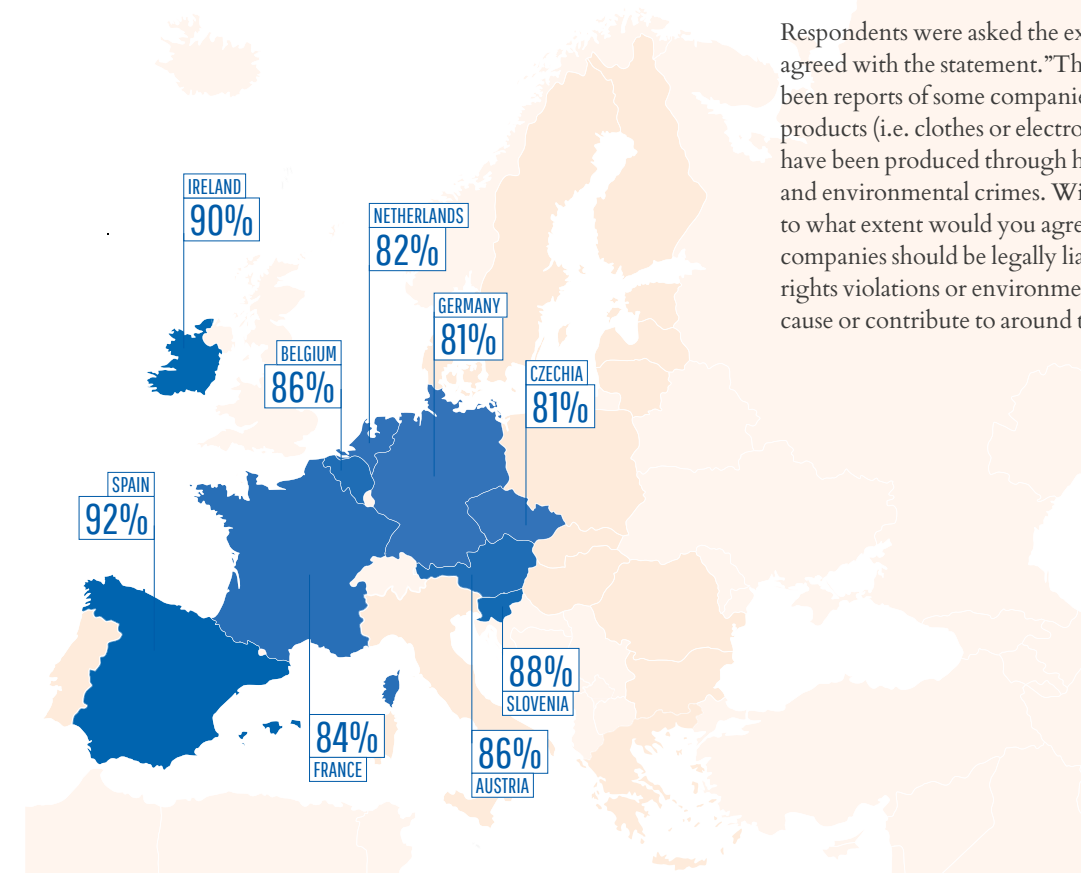 Respondents were asked the ex
agreed with the statement.”Th
been reports of some companie
products (i.e. clothes or electro
have been produced through h
and environmental crimes. Wi
to what extent would you agre
companies should be legally lia
rights violations or environme
cause or contribute to around t
IRELAND
90%
NETHERLANDS
82%
GERMANY
81%
BELGIUM
86%
CZECHIA
81%
SPAIN
92%
88%
SLOVENIA
84%
FRANCE
86%
AUSTRIA